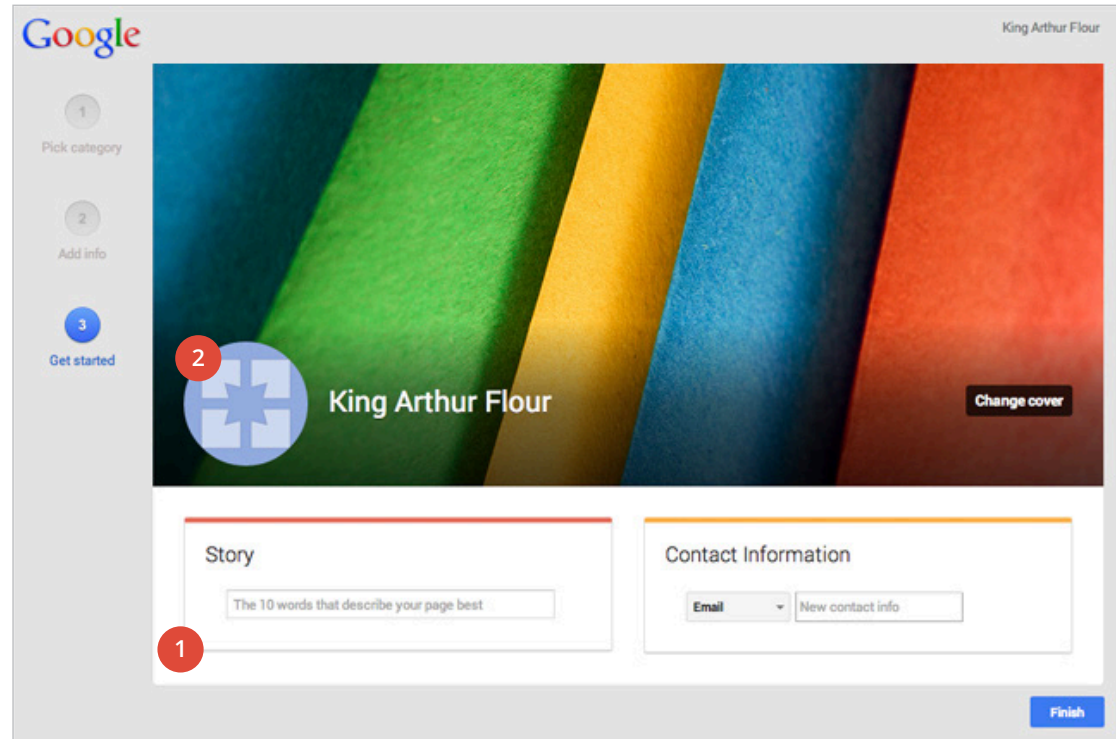 Google
King Arthur Flour
1
Pick category
2
Add info
3
Get started
2
King Arthur Flour
Change cover
Story
The 10 words that describe your page best
1
Contact Information
Email
New contact info
Finish